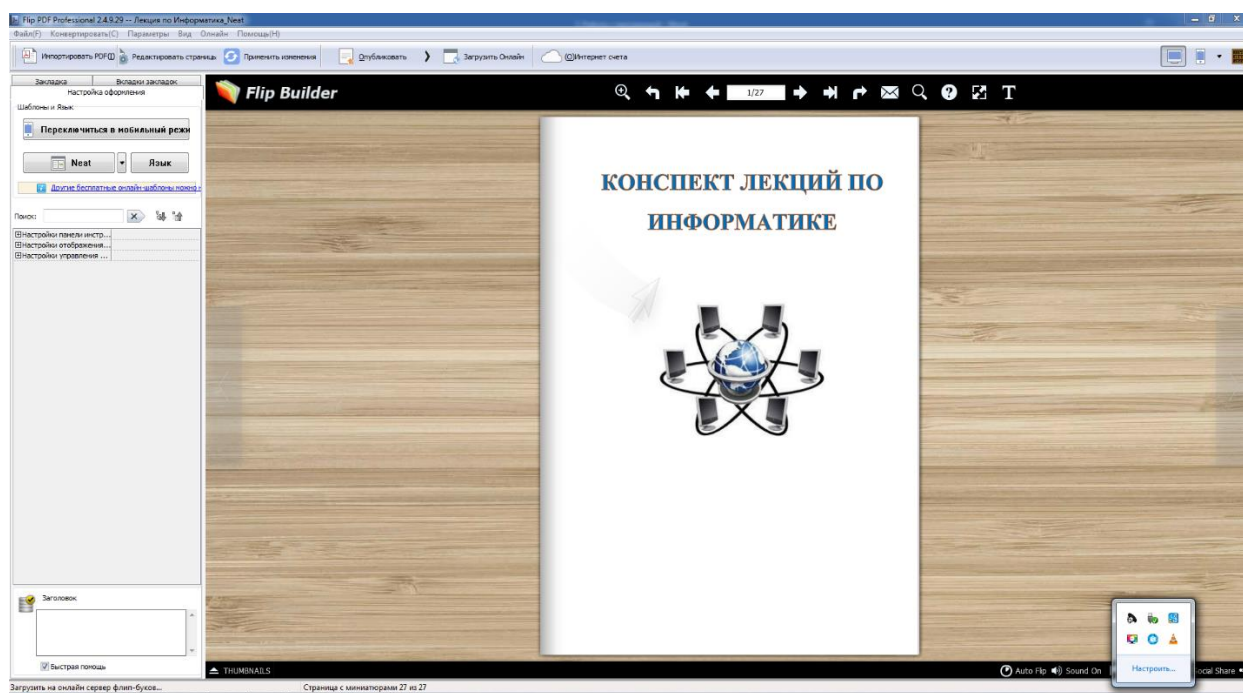 Flip PDF Professional 2.4.9.29 -- Лекция по Информатика_Neat
Файл(F) Конвертировать(C) Параметры Вид Онлайн Помощь(H)
Импортировать PDF(I) Редактировать страницы Применить изменения Опубликовать Загрузить Онлайн (O)Интернет счета
Закладка Вкладки закладок
Настройка оформления
Шаблоны и Язык
Переключиться в мобильный режи
Neat Язык
Другие бесплатные онлайн-шаблоны можно
Поиск:
Настройки панели инстр...
Настройки отображения...
Настройки управления ...
Заголовок
Быстрая помощь
Загрузить на онлайн сервер флип-буков...
Страница с миниатюрами 27 из 27
Flip Builder
1/27
T
КОНСПЕКТ ЛЕКЦИЙ ПО
ИНФОРМАТИКЕ
THUMBNAILS
Auto Flip Sound On
Настроить...
ocial Share